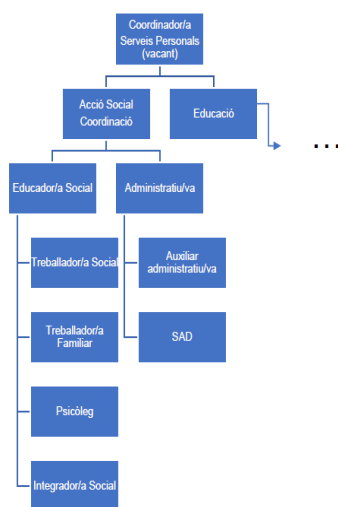 Coordinador/a
Serveis Personals
(vacant)
Acció Social
Coordinació
Educació
...
Educador/a Social
Administratiu/va
Treballador/a Social
Auxiliar
administratiu/va
Treballador/a
Familiar
SAD
Psicòleg
Integrador/a Social